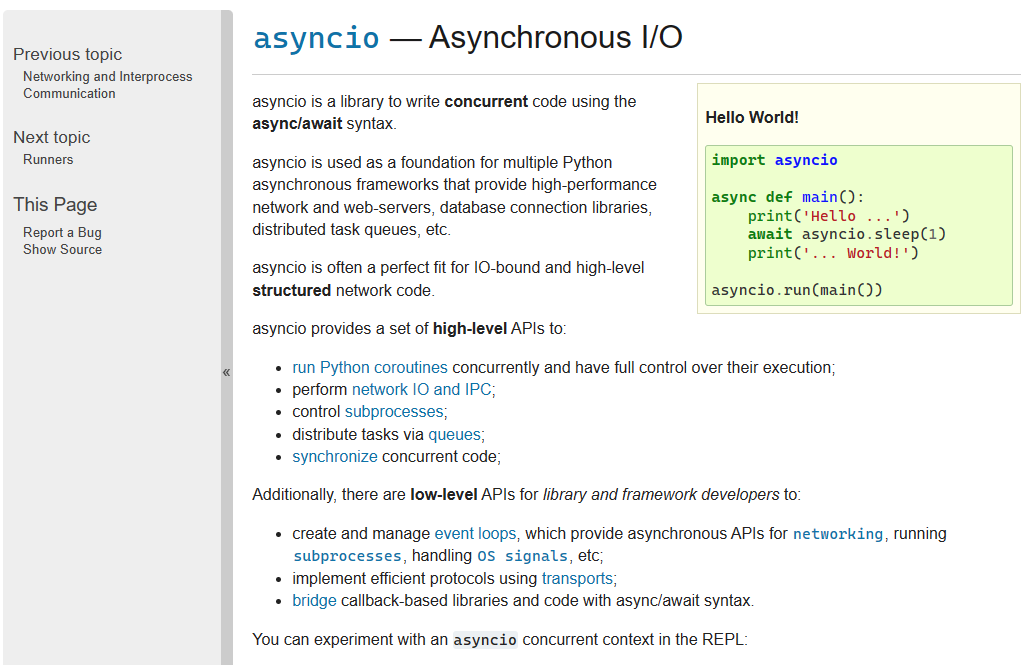 Previous topic
Networking and Interprocess
Communication
Next topic
Runners
This Page
Report a Bug
Show Source
«
asyncio — Asynchronous I/O
asyncio is a library to write concurrent code using the
async/await syntax.
asyncio is used as a foundation for multiple Python
asynchronous frameworks that provide high-performance
network and web-servers, database connection libraries,
distributed task queues, etc.
asyncio is often a perfect fit for IO-bound and high-level
structured network code.
Hello World!
import asyncio
async def main():
    print('Hello ...')
    await asyncio.sleep(1)
    print('... World!')
asyncio.run(main())
asyncio provides a set of high-level APIs to:
• run Python coroutines concurrently and have full control over their execution;
• perform network IO and IPC;
• control subprocesses;
• distribute tasks via queues;
• synchronize concurrent code;
Additionally, there are low-level APIs for library and framework developers to:
• create and manage event loops, which provide asynchronous APIs for networking, running
subprocesses, handling OS signals, etc;
• implement efficient protocols using transports;
• bridge callback-based libraries and code with async/await syntax.
You can experiment with an asyncio concurrent context in the REPL: